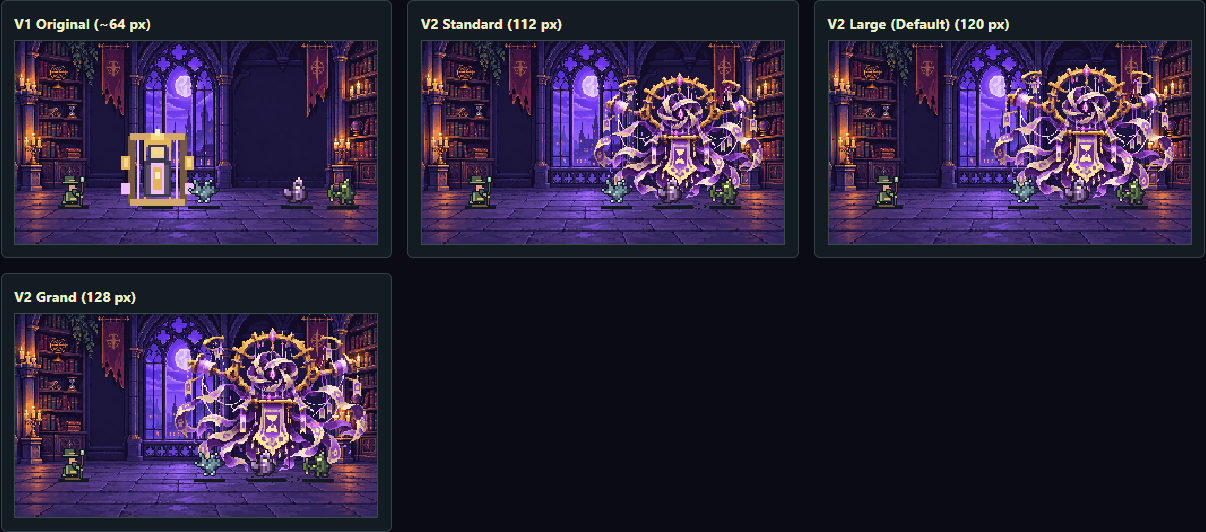 V1 Original (~64 px)
V2 Standard (112 px)
V2 Large (Default) (120 px)
V2 Grand (128 px)